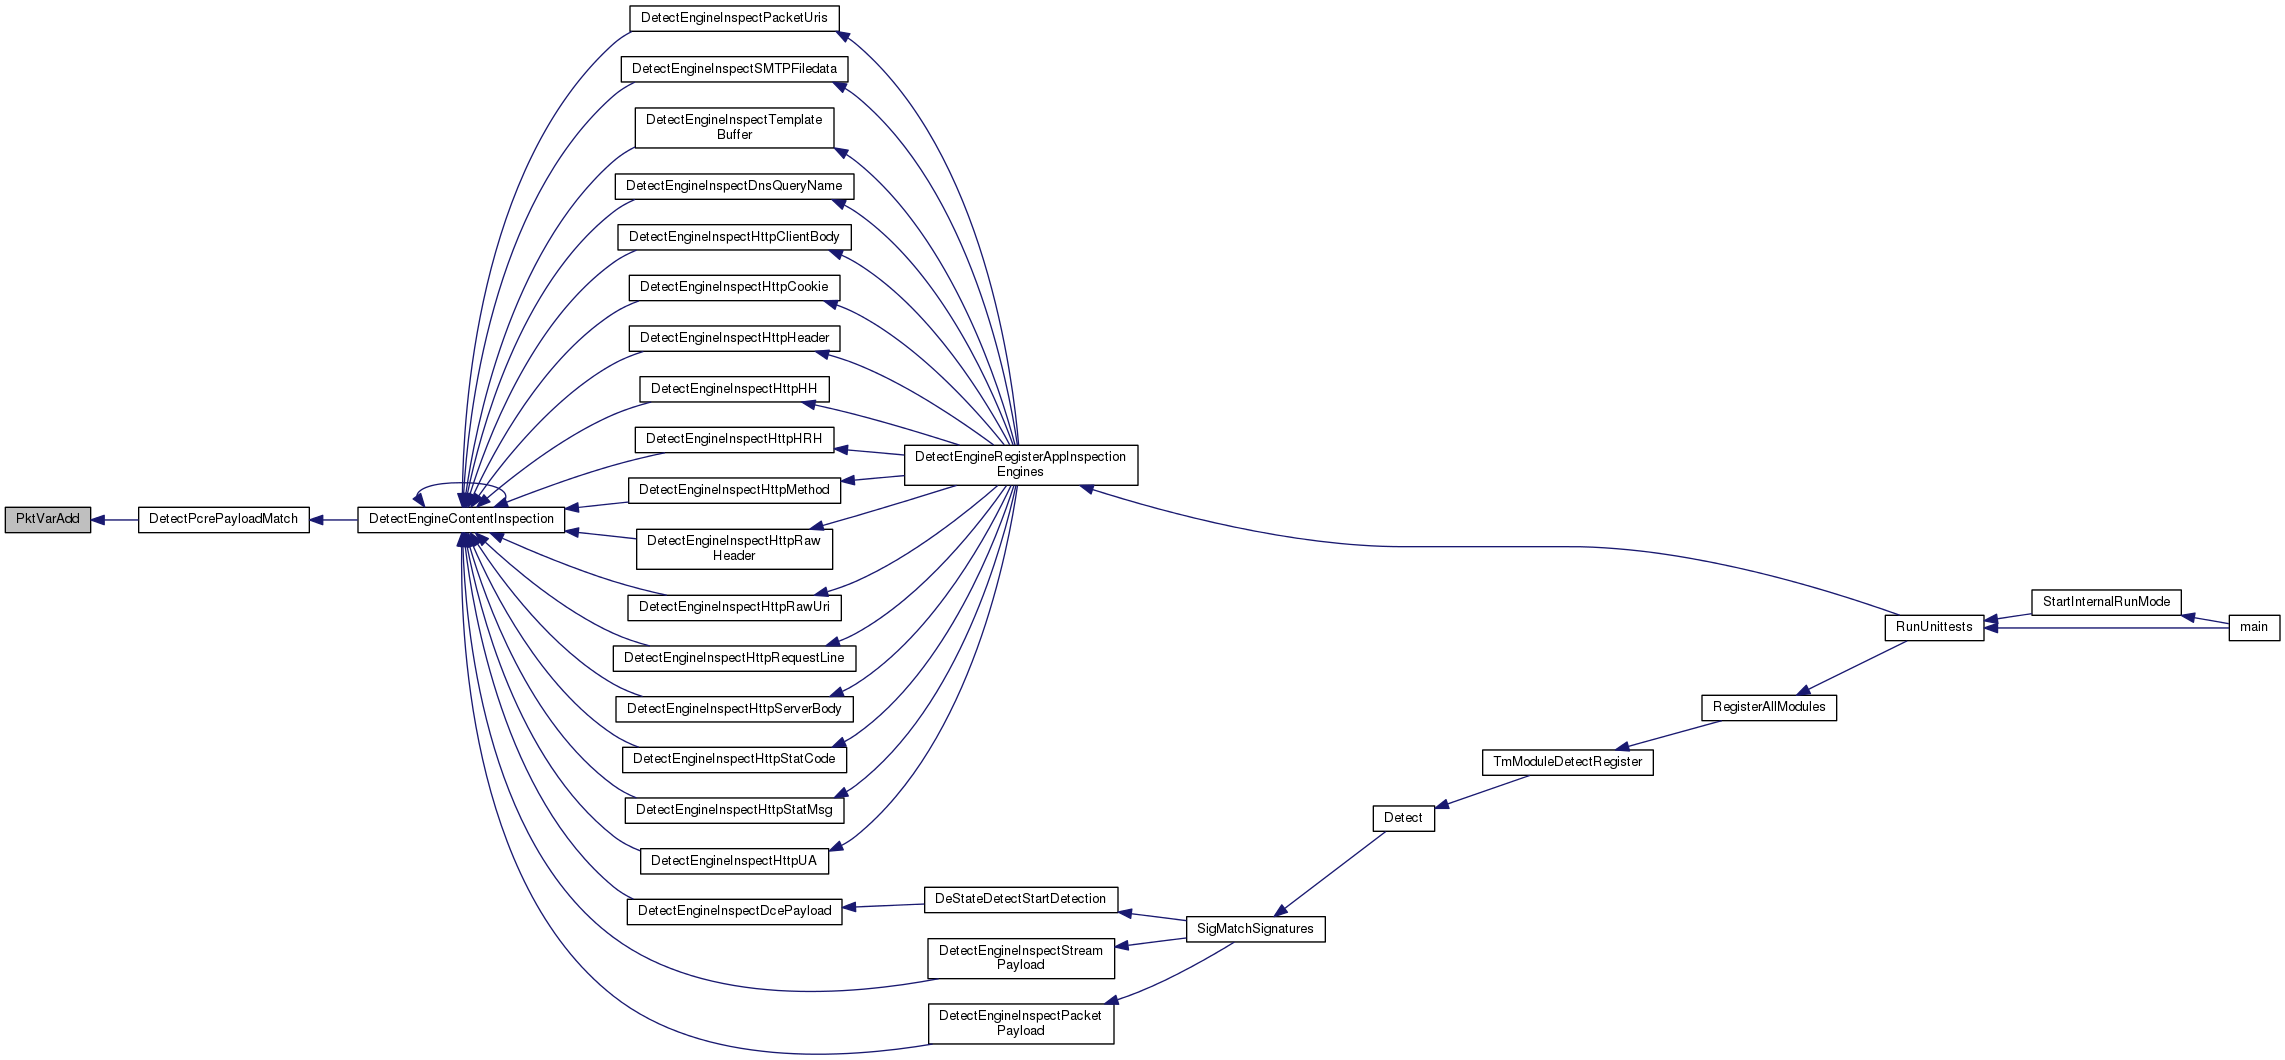 PktVarAdd
DetectPcrePayloadMatch
DetectEngineContentInspection
DetectEngineInspectPacketUris
DetectEngineInspectSMTPFiledata
DetectEngineInspectTemplate
Buffer
DetectEngineInspectDnsQueryName
DetectEngineInspectHttpClientBody
DetectEngineInspectHttpCookie
DetectEngineInspectHttpHeader
DetectEngineInspectHttpHH
DetectEngineInspectHttpHRH
DetectEngineInspectHttpMethod
DetectEngineInspectHttpRaw
Header
DetectEngineInspectHttpRawUri
DetectEngineInspectHttpRequestLine
DetectEngineInspectHttpServerBody
DetectEngineInspectHttpStatCode
DetectEngineInspectHttpStatMsg
DetectEngineInspectHttpUA
DetectEngineInspectDcePayload
DetectEngineRegisterAppInspection
Engines
DeStateDetectStartDetection
DetectEngineInspectStream
Payload
DetectEngineInspectPacket
Payload
SigMatchSignatures
Detect
TmModuleDetectRegister
RegisterAllModules
RunUnittests
StartInternalRunMode
main